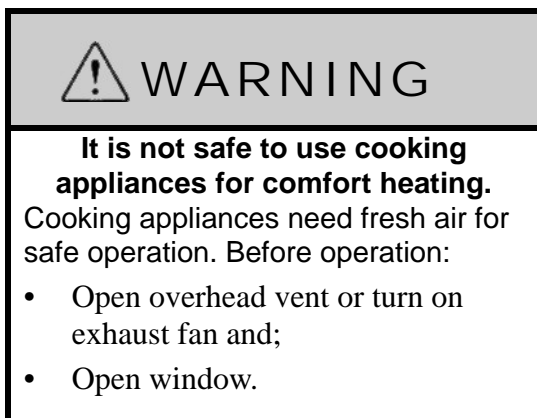 WARNING
It is not safe to use cooking
appliances for comfort heating.
Cooking appliances need fresh air for
safe operation. Before operation:
• Open overhead vent or turn on
exhaust fan and;
• Open window.